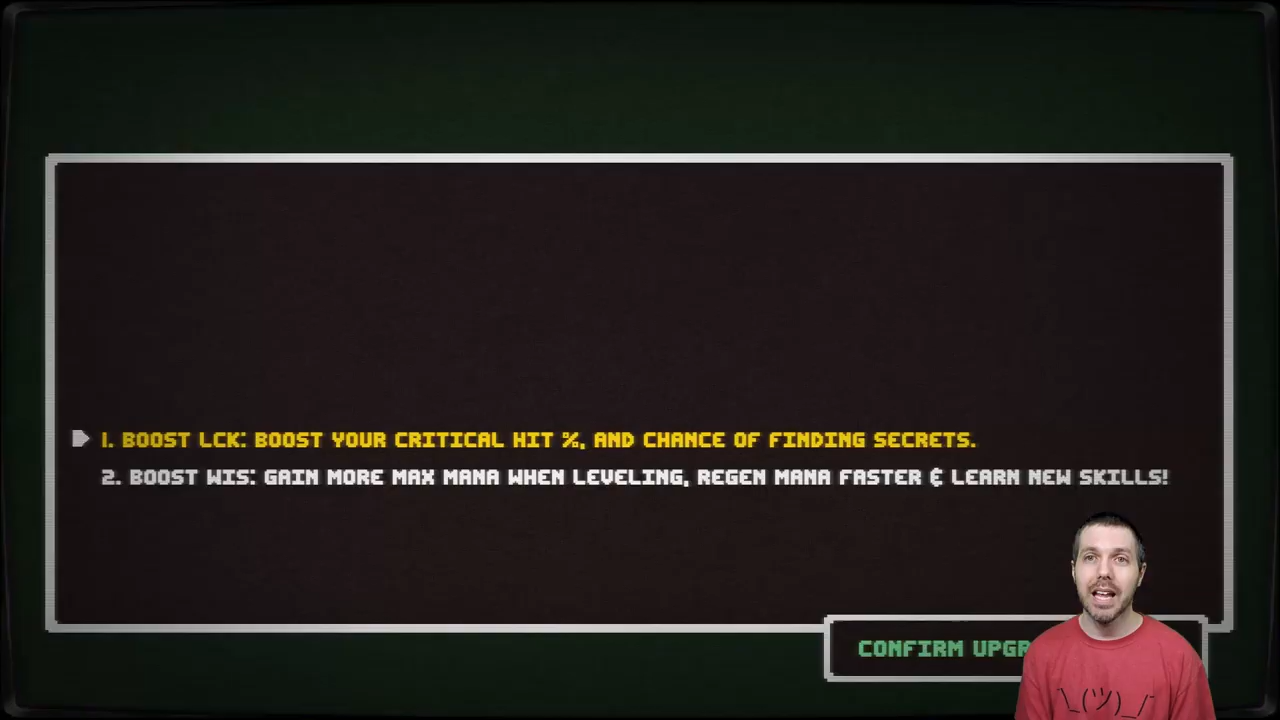 1. BOOST LCK: BOOST YOUR CRITICAL HIT %, AND CHANCE OF FINDING SECRETS.
2. BOOST WIS: GAIN MORE MAX MANA WHEN LEVELING, REGEN MANA FASTER & LEARN NEW SKILLS!
CONFIRM
¯\_(ツ)_/¯